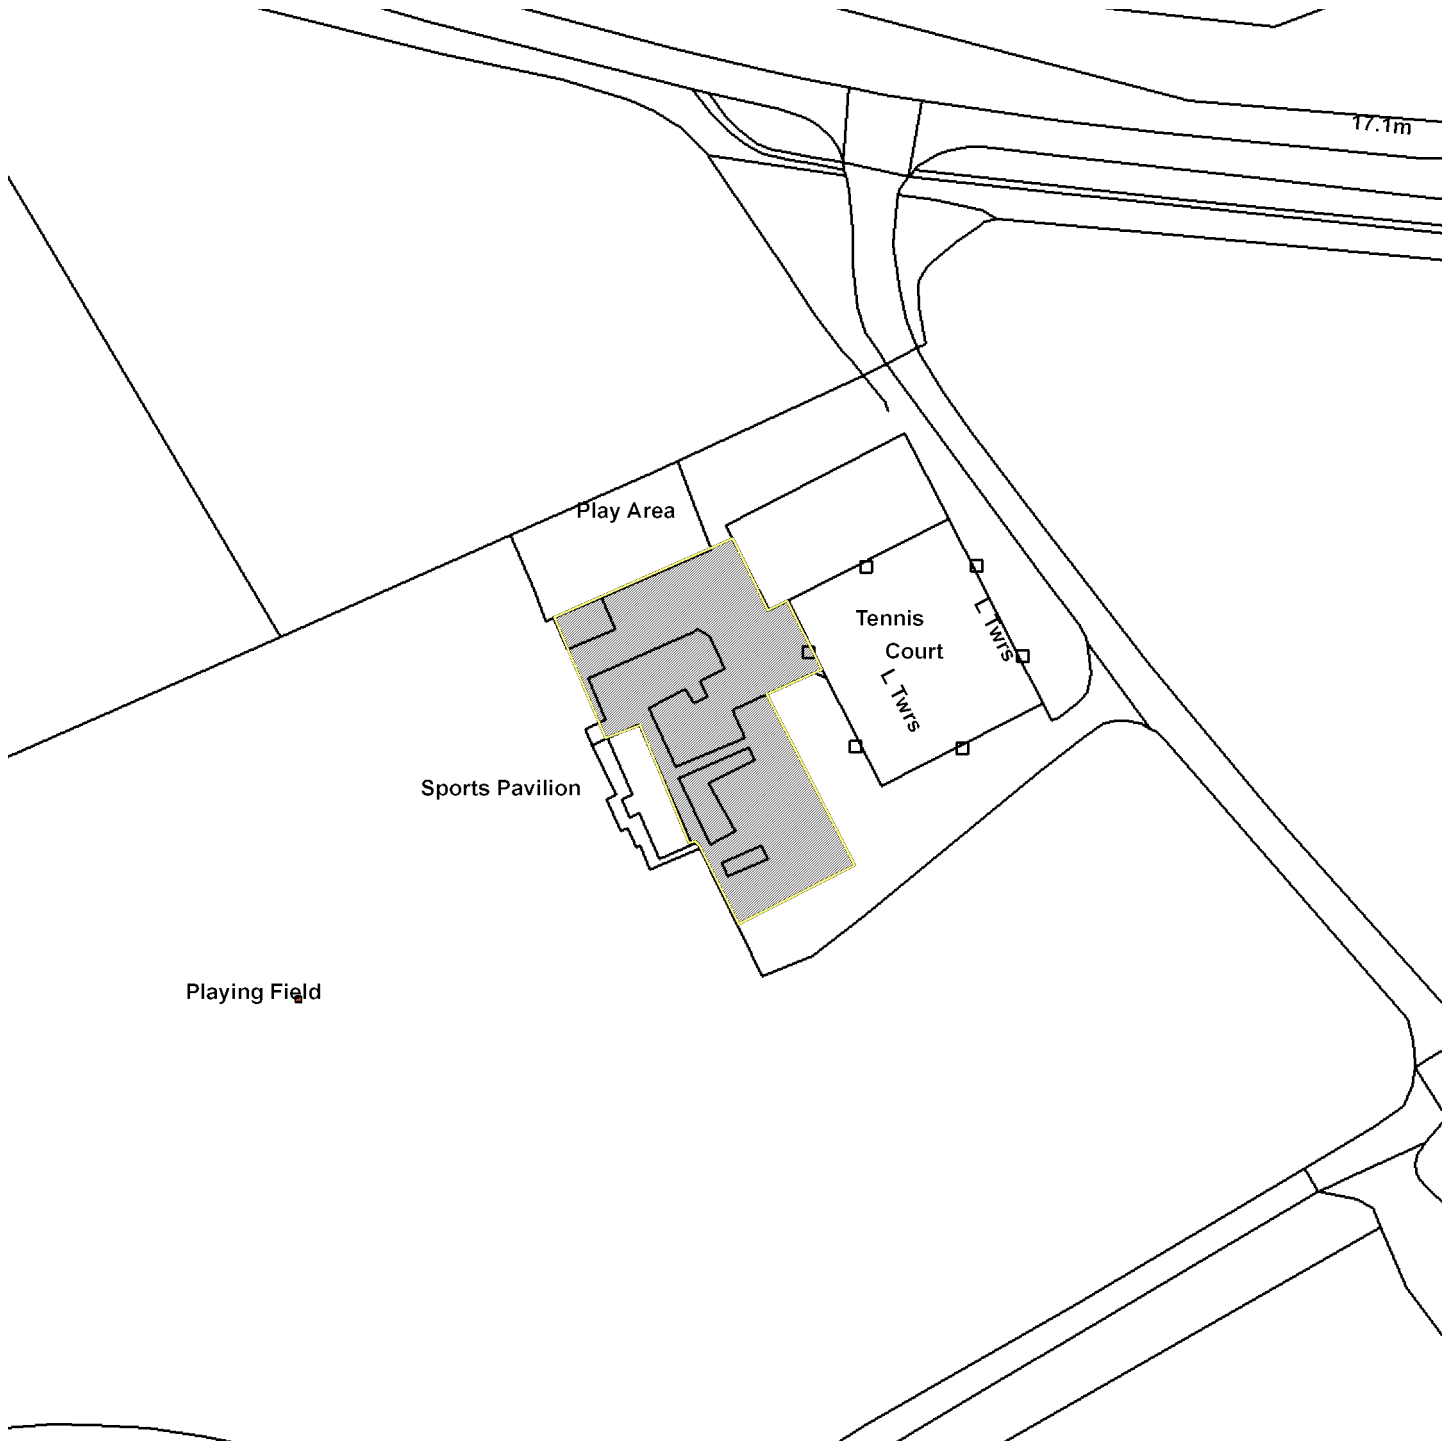 17.1m
Play Area
Tennis
Court
L Twrs
L Twrs
Sports Pavilion
Playing Field